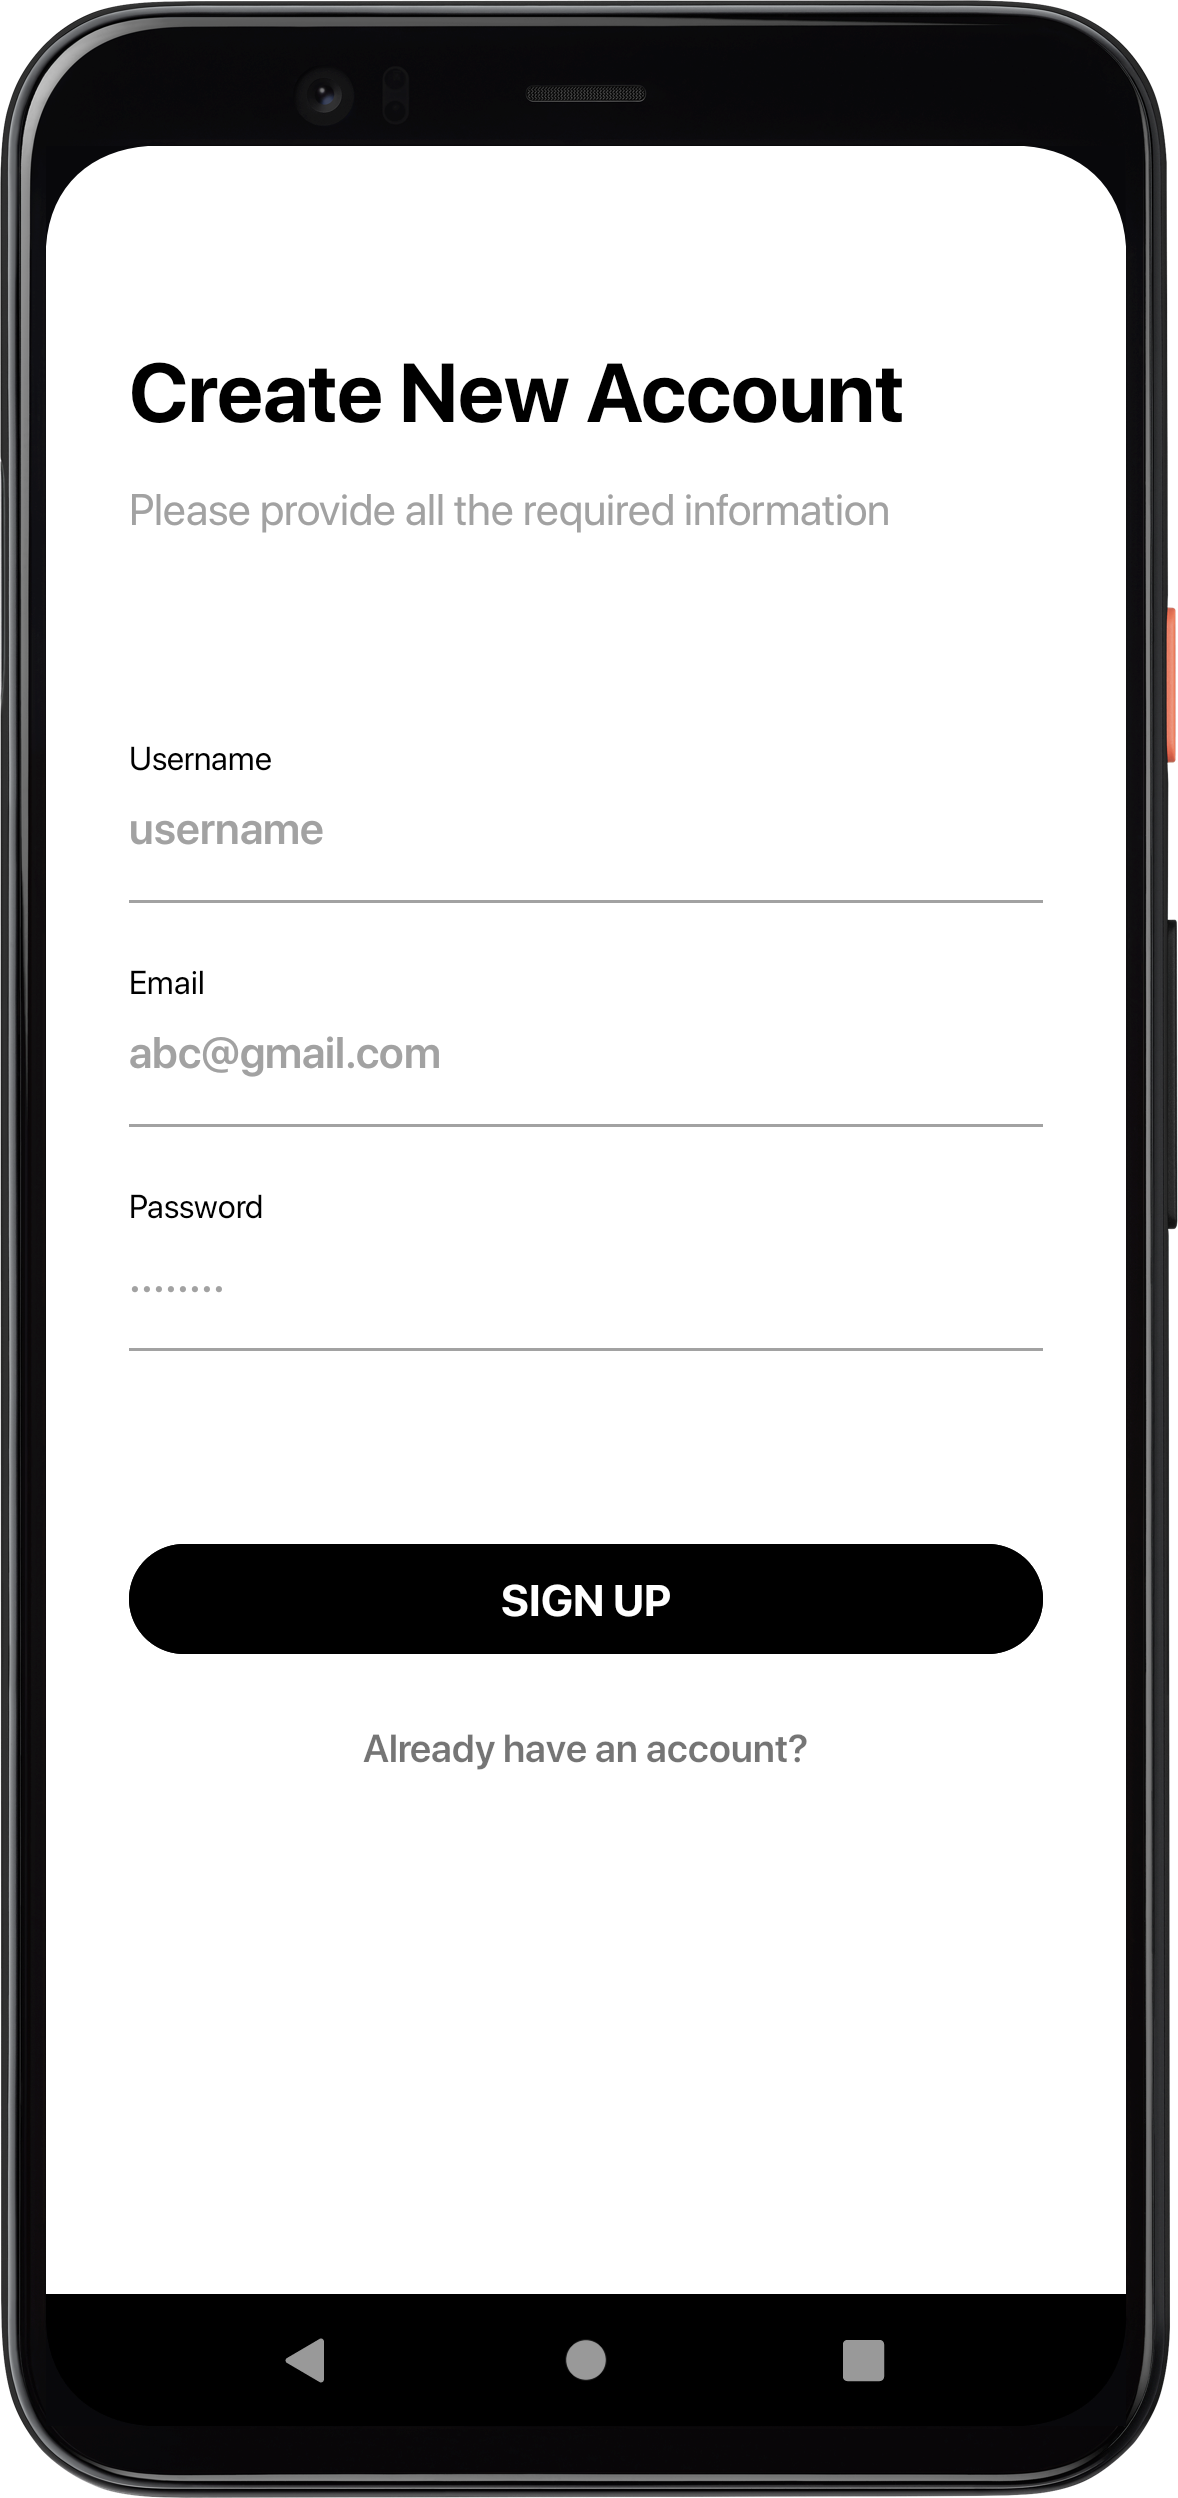 Create New Account
Please provide all the required information
Username
username
Email
abc@gmail.com
Password
••••••••
SIGN UP
Already have an account?